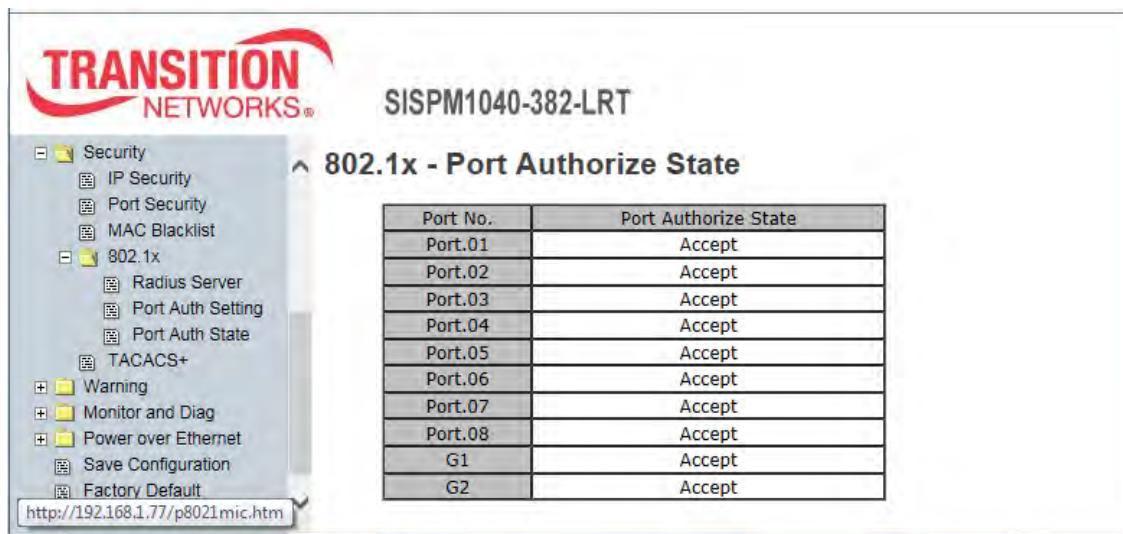 TRANSITION
NETWORKS®
SISPM1040-382-LRT
Security
IP Security
Port Security
MAC Blacklist
802.1x
Radius Server
Port Auth Setting
Port Auth State
TACACS+
Warning
Monitor and Diag
Power over Ethernet
Save Configuration
Factory Default
http://192.168.1.77/p8021mic.htm
802.1x - Port Authorize State
Port No. Port Authorize State
Port.01 Accept
Port.02 Accept
Port.03 Accept
Port.04 Accept
Port.05 Accept
Port.06 Accept
Port.07 Accept
Port.08 Accept
G1 Accept
G2 Accept